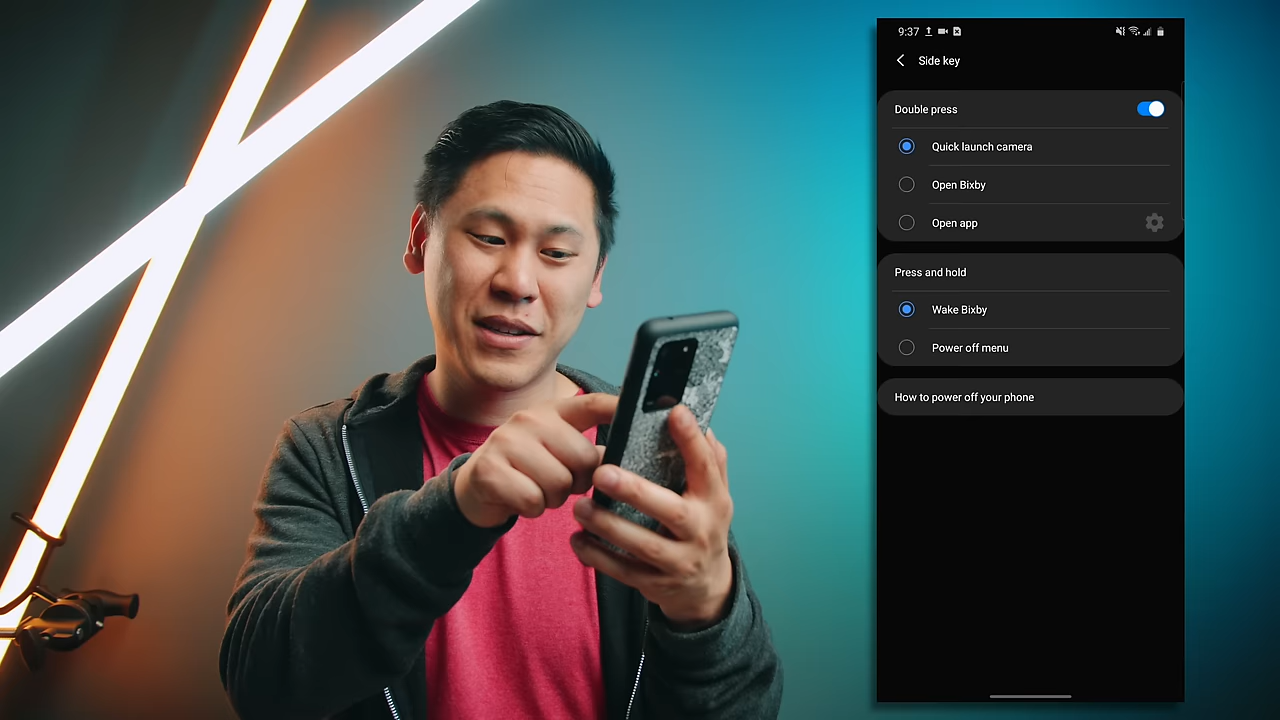 9:37
Side key
Double press
Quick launch camera
Open Bixby
Open app
Press and hold
Wake Bixby
Power off menu
How to power off your phone